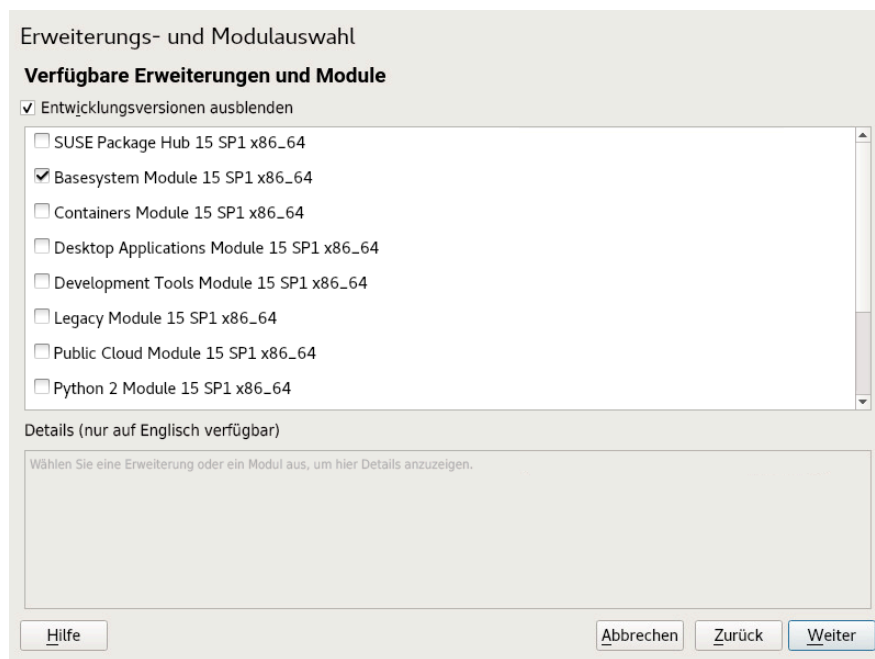 Erweiterungs- und Modulauswahl
Verfügbare Erweiterungen und Module
Entwicklungsversionen ausblenden
SUSE Package Hub 15 SP1 x86_64
Basesystem Module 15 SP1 x86_64
Containers Module 15 SP1 x86_64
Desktop Applications Module 15 SP1 x86_64
Development Tools Module 15 SP1 x86_64
Legacy Module 15 SP1 x86_64
Public Cloud Module 15 SP1 x86_64
Python 2 Module 15 SP1 x86_64
Details (nur auf Englisch verfügbar)
Wählen Sie eine Erweiterung oder ein Modul aus, um hier Details anzuzeigen.
Hilfe Abbrechen Zurück Weiter